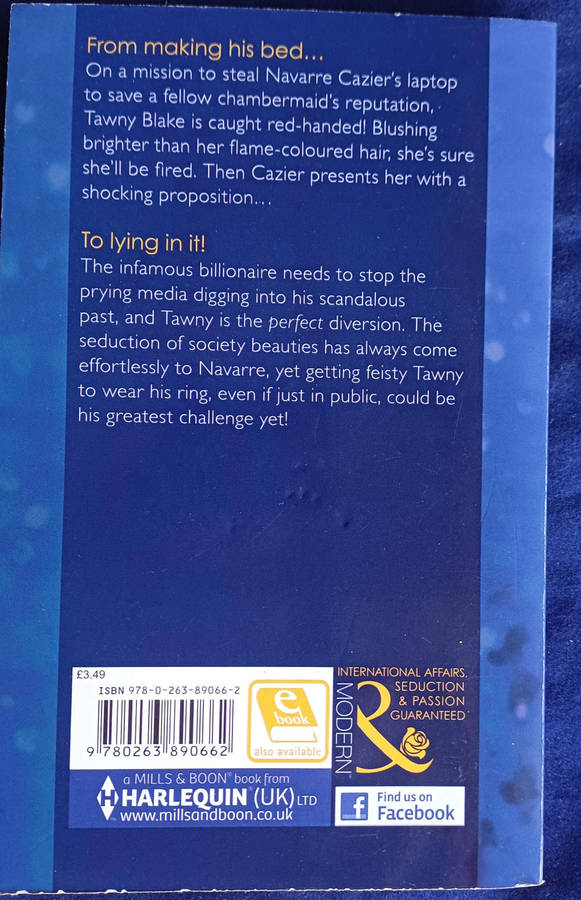 From making his bed...
On a mission to steal Navarre Cazier's laptop
to save a fellow chambermaid's reputation,
Tawny Blake is caught red-handed! Blushing
brighter than her flame-coloured hair, she's sure
she'll be fired. Then Cazier presents her with a
shocking proposition...
To lying in it!
The infamous billionaire needs to stop the
prying media digging into his scandalous
past, and Tawny is the perfect diversion. The
seduction of society beauties has always come
effortlessly to Navarre, yet getting feisty Tawny
to wear his ring, even if just in public, could be
his greatest challenge yet!
£3.49
ISBN 978-0-263-89066-2
9 780263 890662
e
book
also available
INTERNATIONAL AFFAIRS,
SEDUCTION
& PASSION
GUARANTEED
MODERN
R
a MILLS & BOON® book from
H HARLEQUIN® (UK) LTD
www.millsandboon.co.uk
f Find us on
Facebook